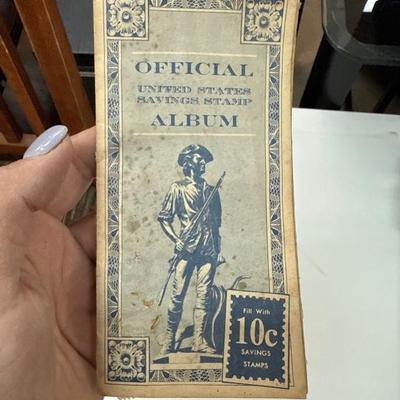 OFFICIAL
UNITED STATES
SAVINGS STAMP
ALBUM
Fill With
10c
SAVINGS
STAMPS